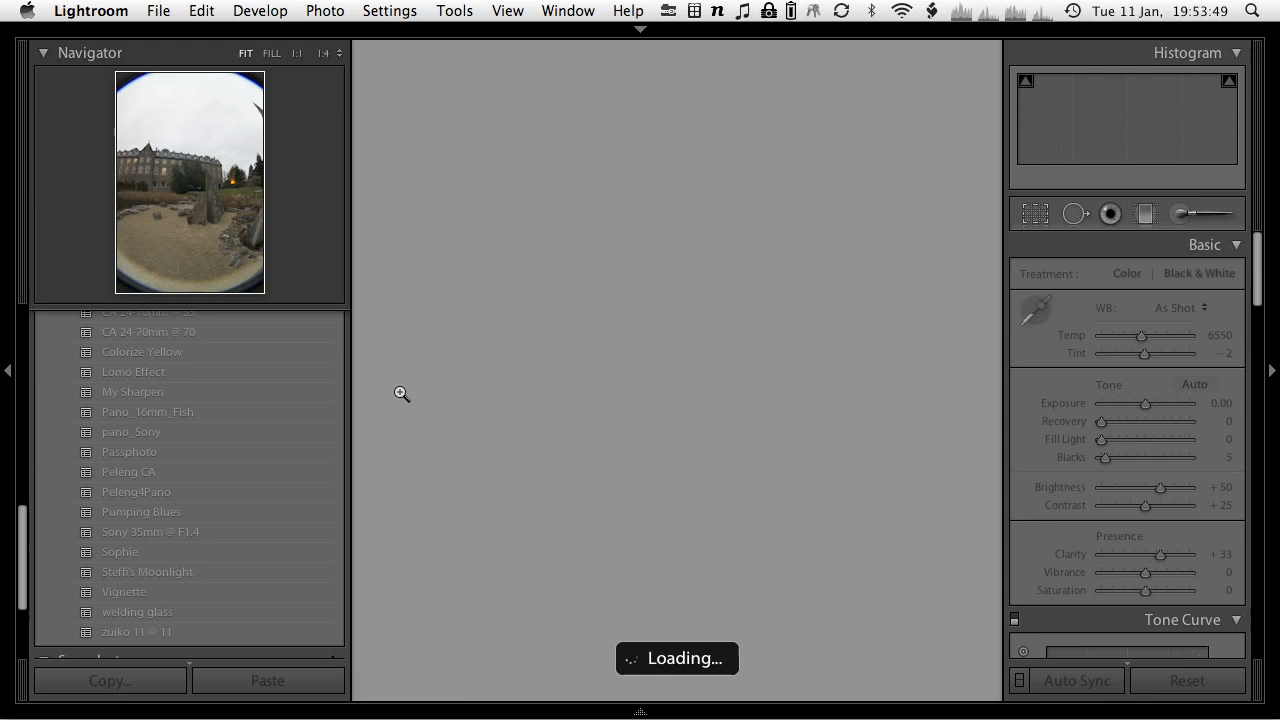 Lightroom File Edit Develop Photo Settings Tools View Window Help Tue 11 Jan, 19:53:49
Navigator FIT FILL 1:1 1:4
CA 24-70mm @ 70
Colorize Yellow
Lomo Effect
My Sharpen
Pano_16mm_Fish
pano_Sony
Passphoto
Peleng CA
Peleng4Pano
Pumping Blues
Sony 35mm @ F1.4
Sophie
Steffi's Moonlight
Vignette
welding glass
zuiko 11 @ 11
Copy... Paste
Loading...
Histogram
Basic
Treatment : Color | Black & White
WB: As Shot
Temp 6550
Tint − 2
Tone Auto
Exposure 0.00
Recovery 0
Fill Light 0
Blacks 5
Brightness + 50
Contrast + 25
Presence
Clarity + 33
Vibrance 0
Saturation 0
Tone Curve
Auto Sync Reset